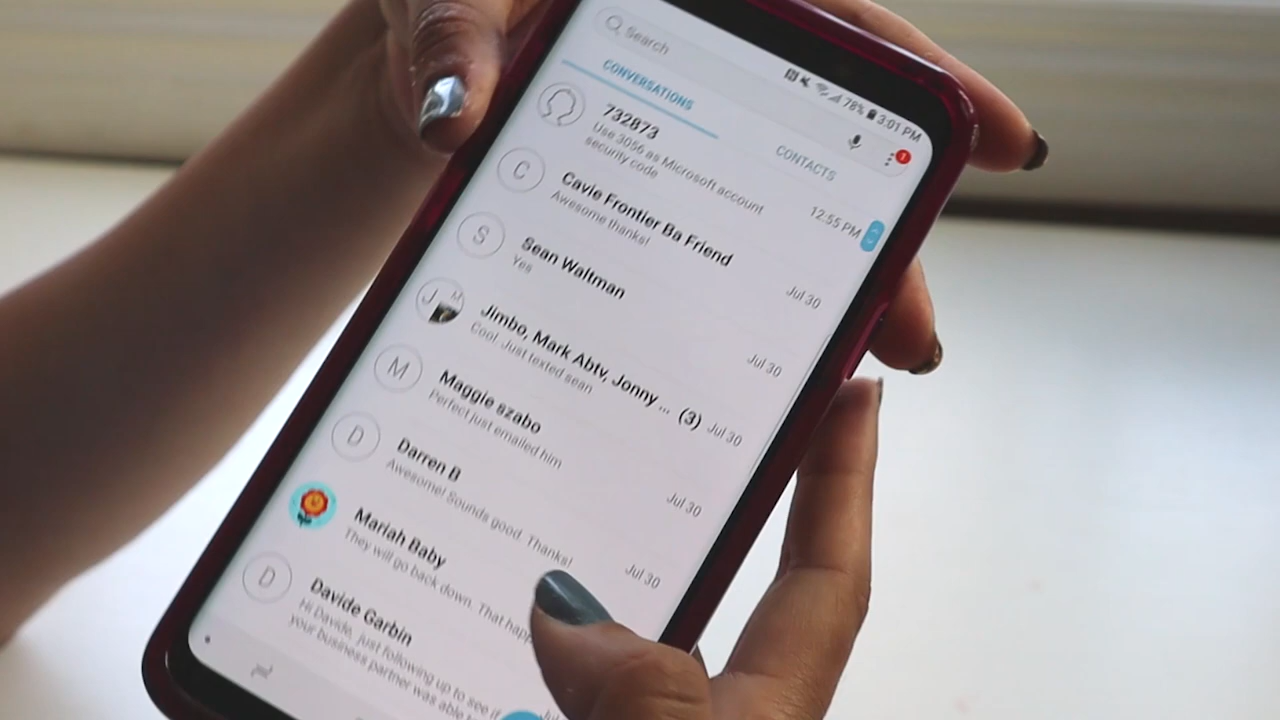 78% 3:01 PM
Search
1
CONVERSATIONS
CONTACTS
732873
Use 3056 as Microsoft account
security code
12:55 PM
C
Cavie Frontier Ba Friend
Awesome thanks!
Jul 30
S
Sean Waltman
Yes
Jul 30
J M
Jimbo, Mark Abtv, Jonny ... (3)
Cool. Just texted sean
Jul 30
M
Maggie szabo
Perfect just emailed him
Jul 30
D
Darren B
Awesome! Sounds good. Thanks!
Jul 30
Mariah Baby
They will go back down. That happ
D
Davide Garbin
Hi Davide, just following up to see if
your business partner was able